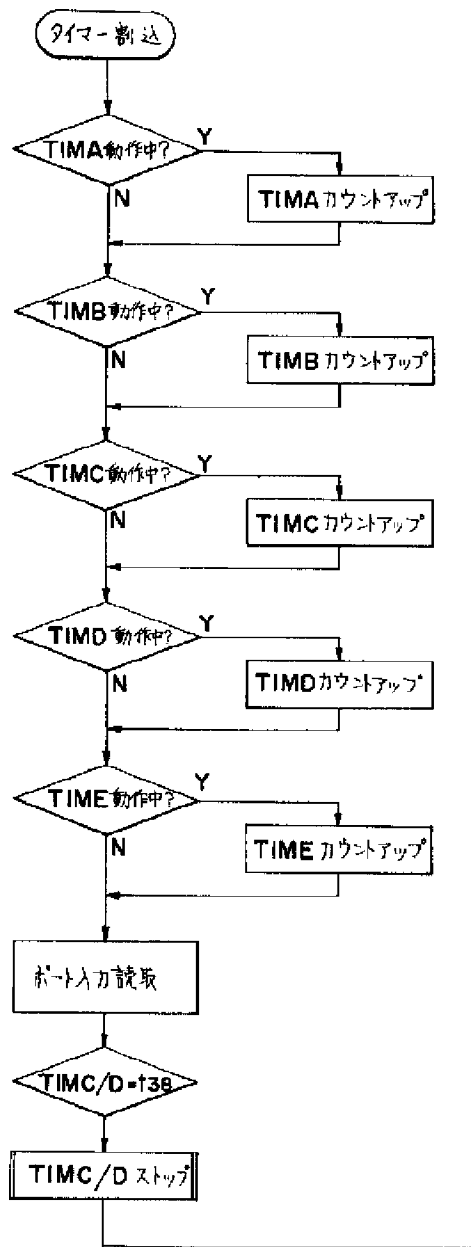 タイマー割込
TIMA動作中?
Y
N
TIMAカウントアップ
TIMB動作中?
Y
N
TIMBカウントアップ
TIMC動作中?
Y
N
TIMCカウントアップ
TIMD動作中?
Y
N
TIMDカウントアップ
TIME動作中?
Y
N
TIMEカウントアップ
ポート入力読取
TIMC/D=t38
TIMC/Dストップ